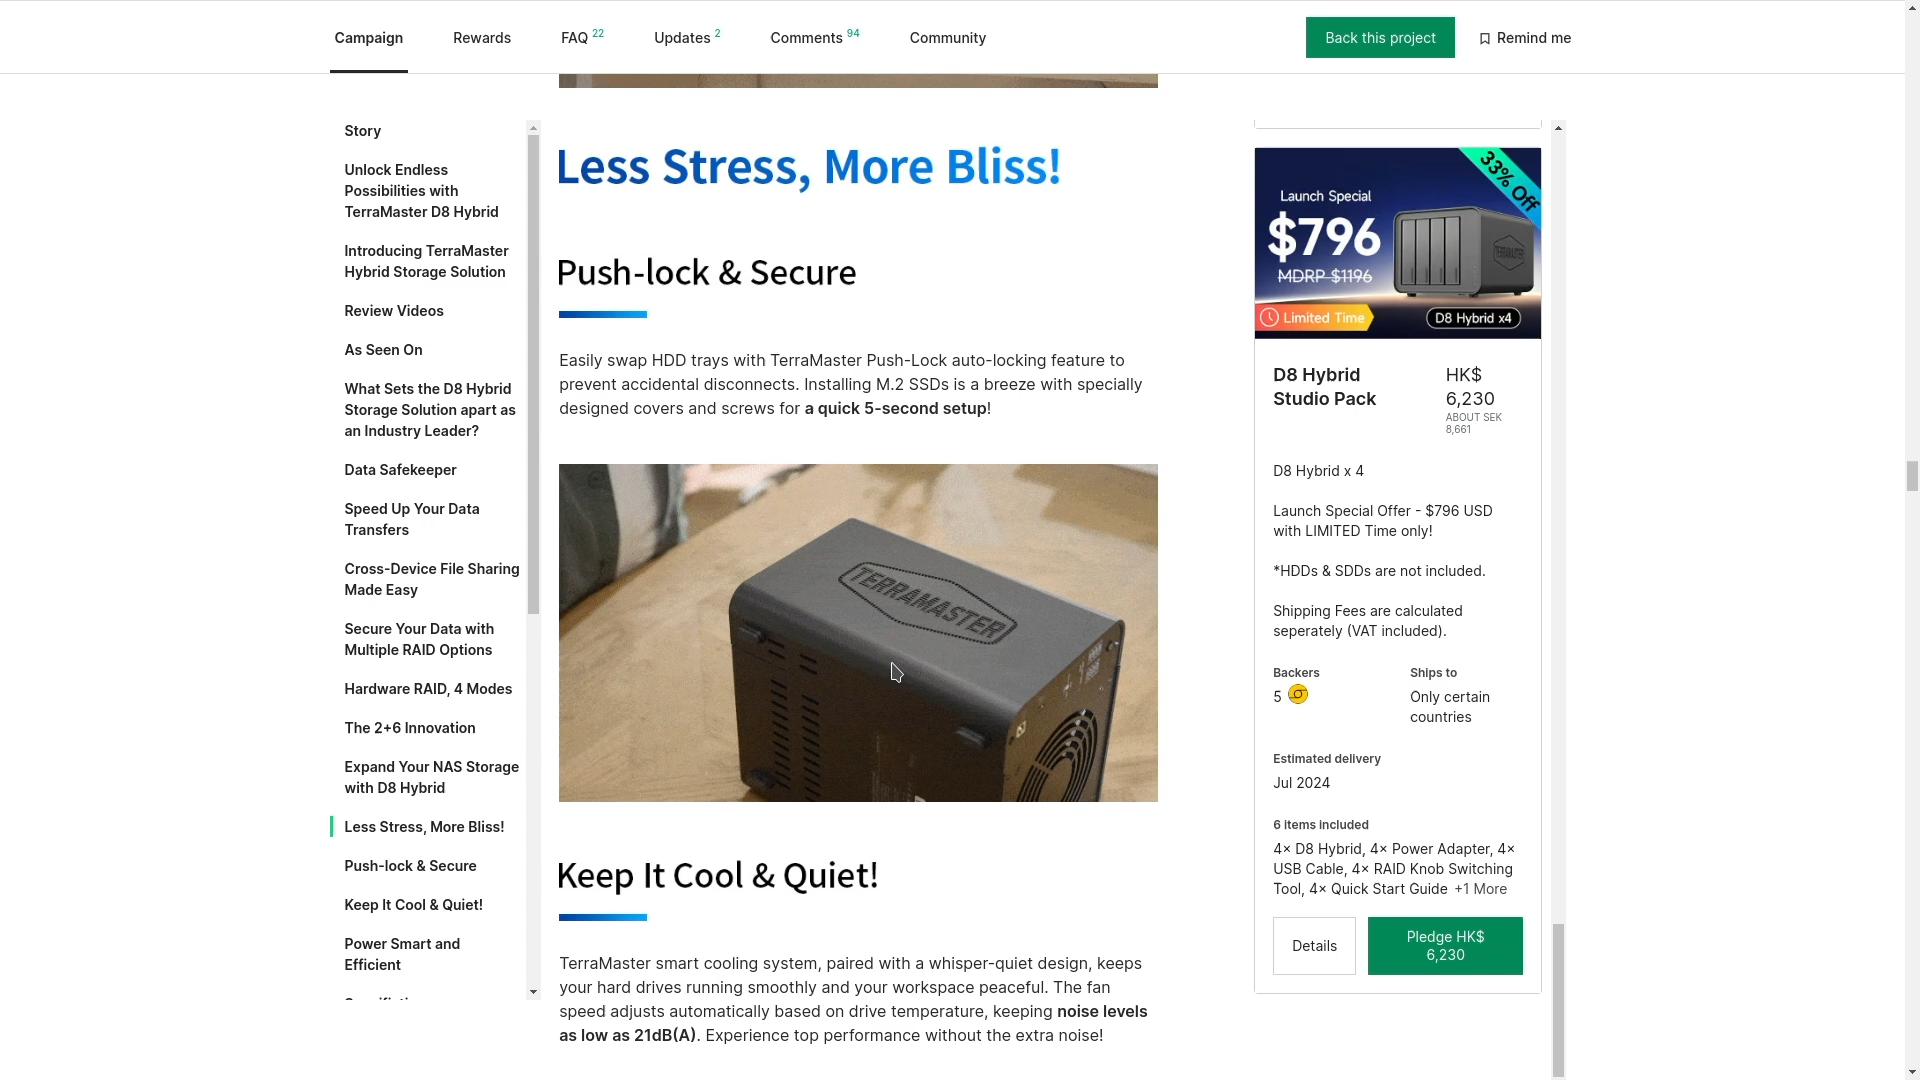 Campaign
Rewards
FAQ 22
Updates 2
Comments 94
Community
Back this project
Remind me
Story
Unlock Endless
Possibilities with
TerraMaster D8 Hybrid
Introducing TerraMaster
Hybrid Storage Solution
Review Videos
As Seen On
What Sets the D8 Hybrid
Storage Solution apart as
an Industry Leader?
Data Safekeeper
Speed Up Your Data
Transfers
Cross-Device File Sharing
Made Easy
Secure Your Data with
Multiple RAID Options
Hardware RAID, 4 Modes
The 2+6 Innovation
Expand Your NAS Storage
with D8 Hybrid
Less Stress, More Bliss!
Push-lock & Secure
Keep It Cool & Quiet!
Power Smart and
Efficient
Less Stress, More Bliss!
Push-lock & Secure
Easily swap HDD trays with TerraMaster Push-Lock auto-locking feature to
prevent accidental disconnects. Installing M.2 SSDs is a breeze with specially
designed covers and screws for a quick 5-second setup!
TERRAMASTER
Keep It Cool & Quiet!
TerraMaster smart cooling system, paired with a whisper-quiet design, keeps
your hard drives running smoothly and your workspace peaceful. The fan
speed adjusts automatically based on drive temperature, keeping noise levels
as low as 21dB(A). Experience top performance without the extra noise!
33% Off
Launch Special
$796
MDRP $1196
TERRAMASTER
Limited Time
D8 Hybrid x4
D8 Hybrid
Studio Pack
HK$
6,230
ABOUT SEK
8,661
D8 Hybrid x 4
Launch Special Offer - $796 USD
with LIMITED Time only!
*HDDs & SDDs are not included.
Shipping Fees are calculated
seperately (VAT included).
Backers
5
Ships to
Only certain
countries
Estimated delivery
Jul 2024
6 items included
4× D8 Hybrid, 4× Power Adapter, 4×
USB Cable, 4× RAID Knob Switching
Tool, 4× Quick Start Guide +1 More
Details
Pledge HK$
6,230